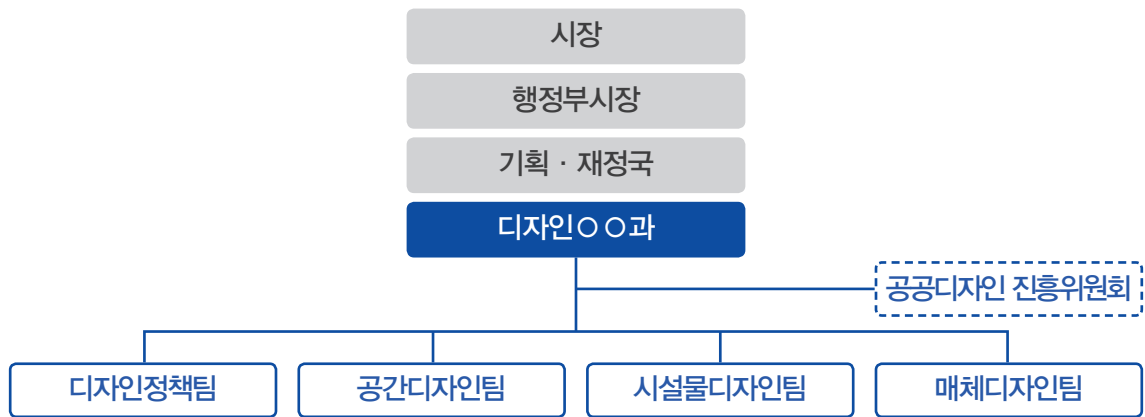 시장
행정부시장
기획 · 재정국
디자인○○과
공공디자인 진흥위원회
디자인정책팀
공간디자인팀
시설물디자인팀
매체디자인팀